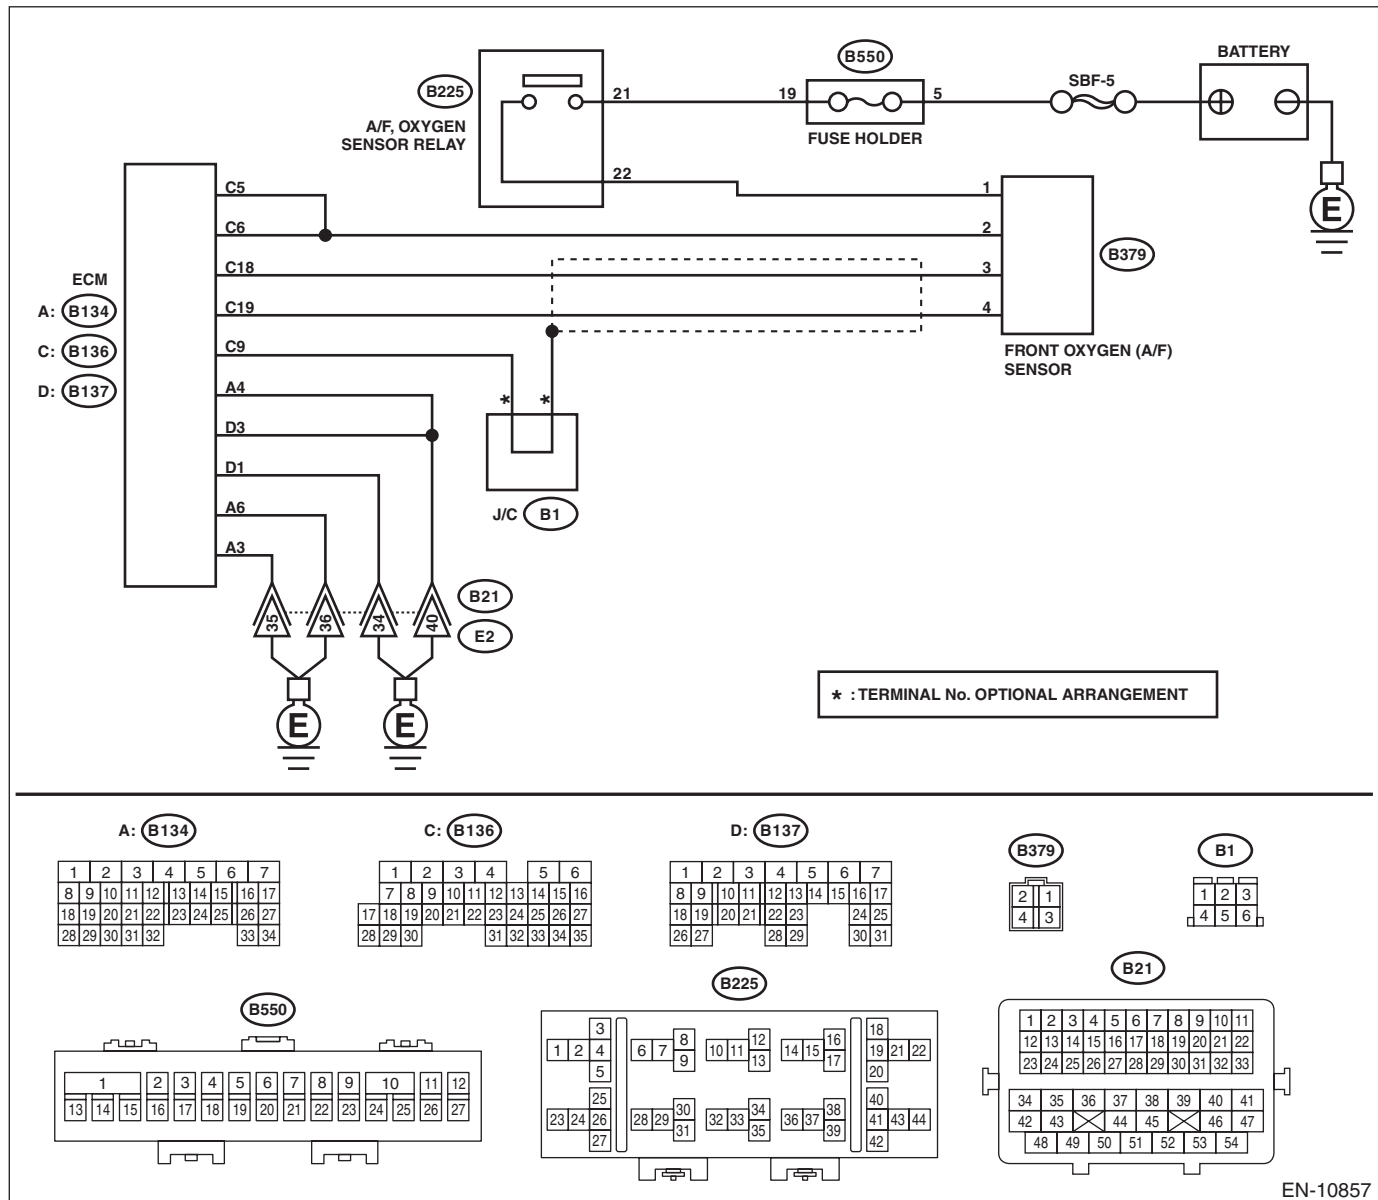 B550
BATTERY
SBF-5
B225
21
19
5
A/F, OXYGEN
SENSOR RELAY
FUSE HOLDER
22
1
E
C5
C6
2
B379
C18
3
ECM
A: B134
C19
4
C: B136
C9
FRONT OXYGEN (A/F)
SENSOR
D: B137
A4
* *
D3
D1
A6
J/C B1
A3
B21
35 36 34 40
E2
* : TERMINAL No. OPTIONAL ARRANGEMENT
E E
A: B134
1 2 3 4 5 6 7
8 9 10 11 12 13 14 15 16 17
18 19 20 21 22 23 24 25 26 27
28 29 30 31 32 33 34
C: B136
1 2 3 4 5 6
7 8 9 10 11 12 13 14 15 16
17 18 19 20 21 22 23 24 25 26 27
28 29 30 31 32 33 34 35
D: B137
1 2 3 4 5 6 7
8 9 10 11 12 13 14 15 16 17
18 19 20 21 22 23 24 25
26 27 28 29 30 31
B379
2 1
4 3
B1
1 2 3
4 5 6
B550
1 2 3 4 5 6 7 8 9 10 11 12
13 14 15 16 17 18 19 20 21 22 23 24 25 26 27
B225
3 8 12 16 18
1 2 4 6 7 10 11 14 15 19 21 22
9 13 17
5 20
25 30 34 38 40
23 24 26 28 29 32 33 36 37 41 43 44
31 35 39
27 42
B21
1 2 3 4 5 6 7 8 9 10 11
12 13 14 15 16 17 18 19 20 21 22
23 24 25 26 27 28 29 30 31 32 33
34 35 36 37 38 39 40 41
42 43 44 45 46 47
48 49 50 51 52 53 54
EN-10857